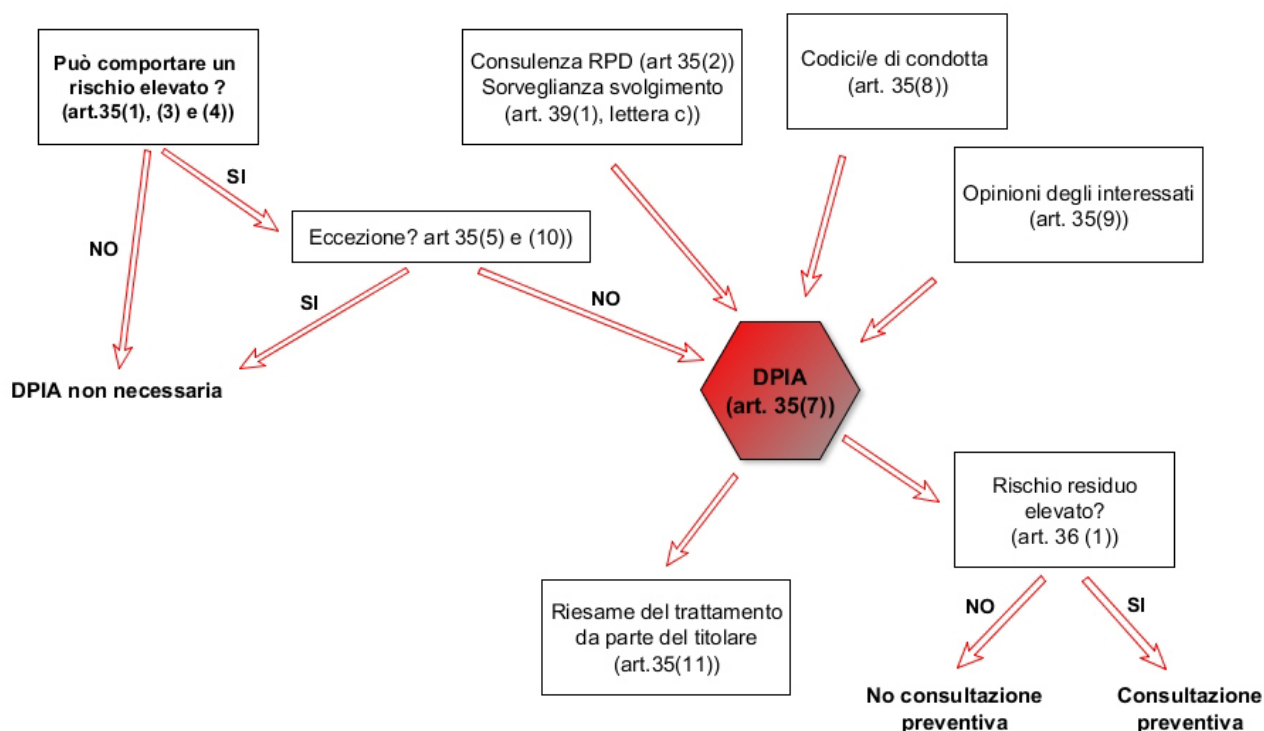 Può comportare un
rischio elevato ?
(art.35(1), (3) e (4))
Consulenza RPD (art 35(2))
Sorveglianza svolgimento
(art. 39(1), lettera c))
Codici/e di condotta
(art. 35(8))
Opinioni degli interessati
(art. 35(9))
SI
NO
Eccezione? art 35(5) e (10))
SI
NO
DPIA non necessaria
DPIA
(art. 35(7))
Rischio residuo
elevato?
(art. 36 (1))
Riesame del trattamento
da parte del titolare
(art.35(11))
NO
SI
No consultazione
preventiva
Consultazione
preventiva